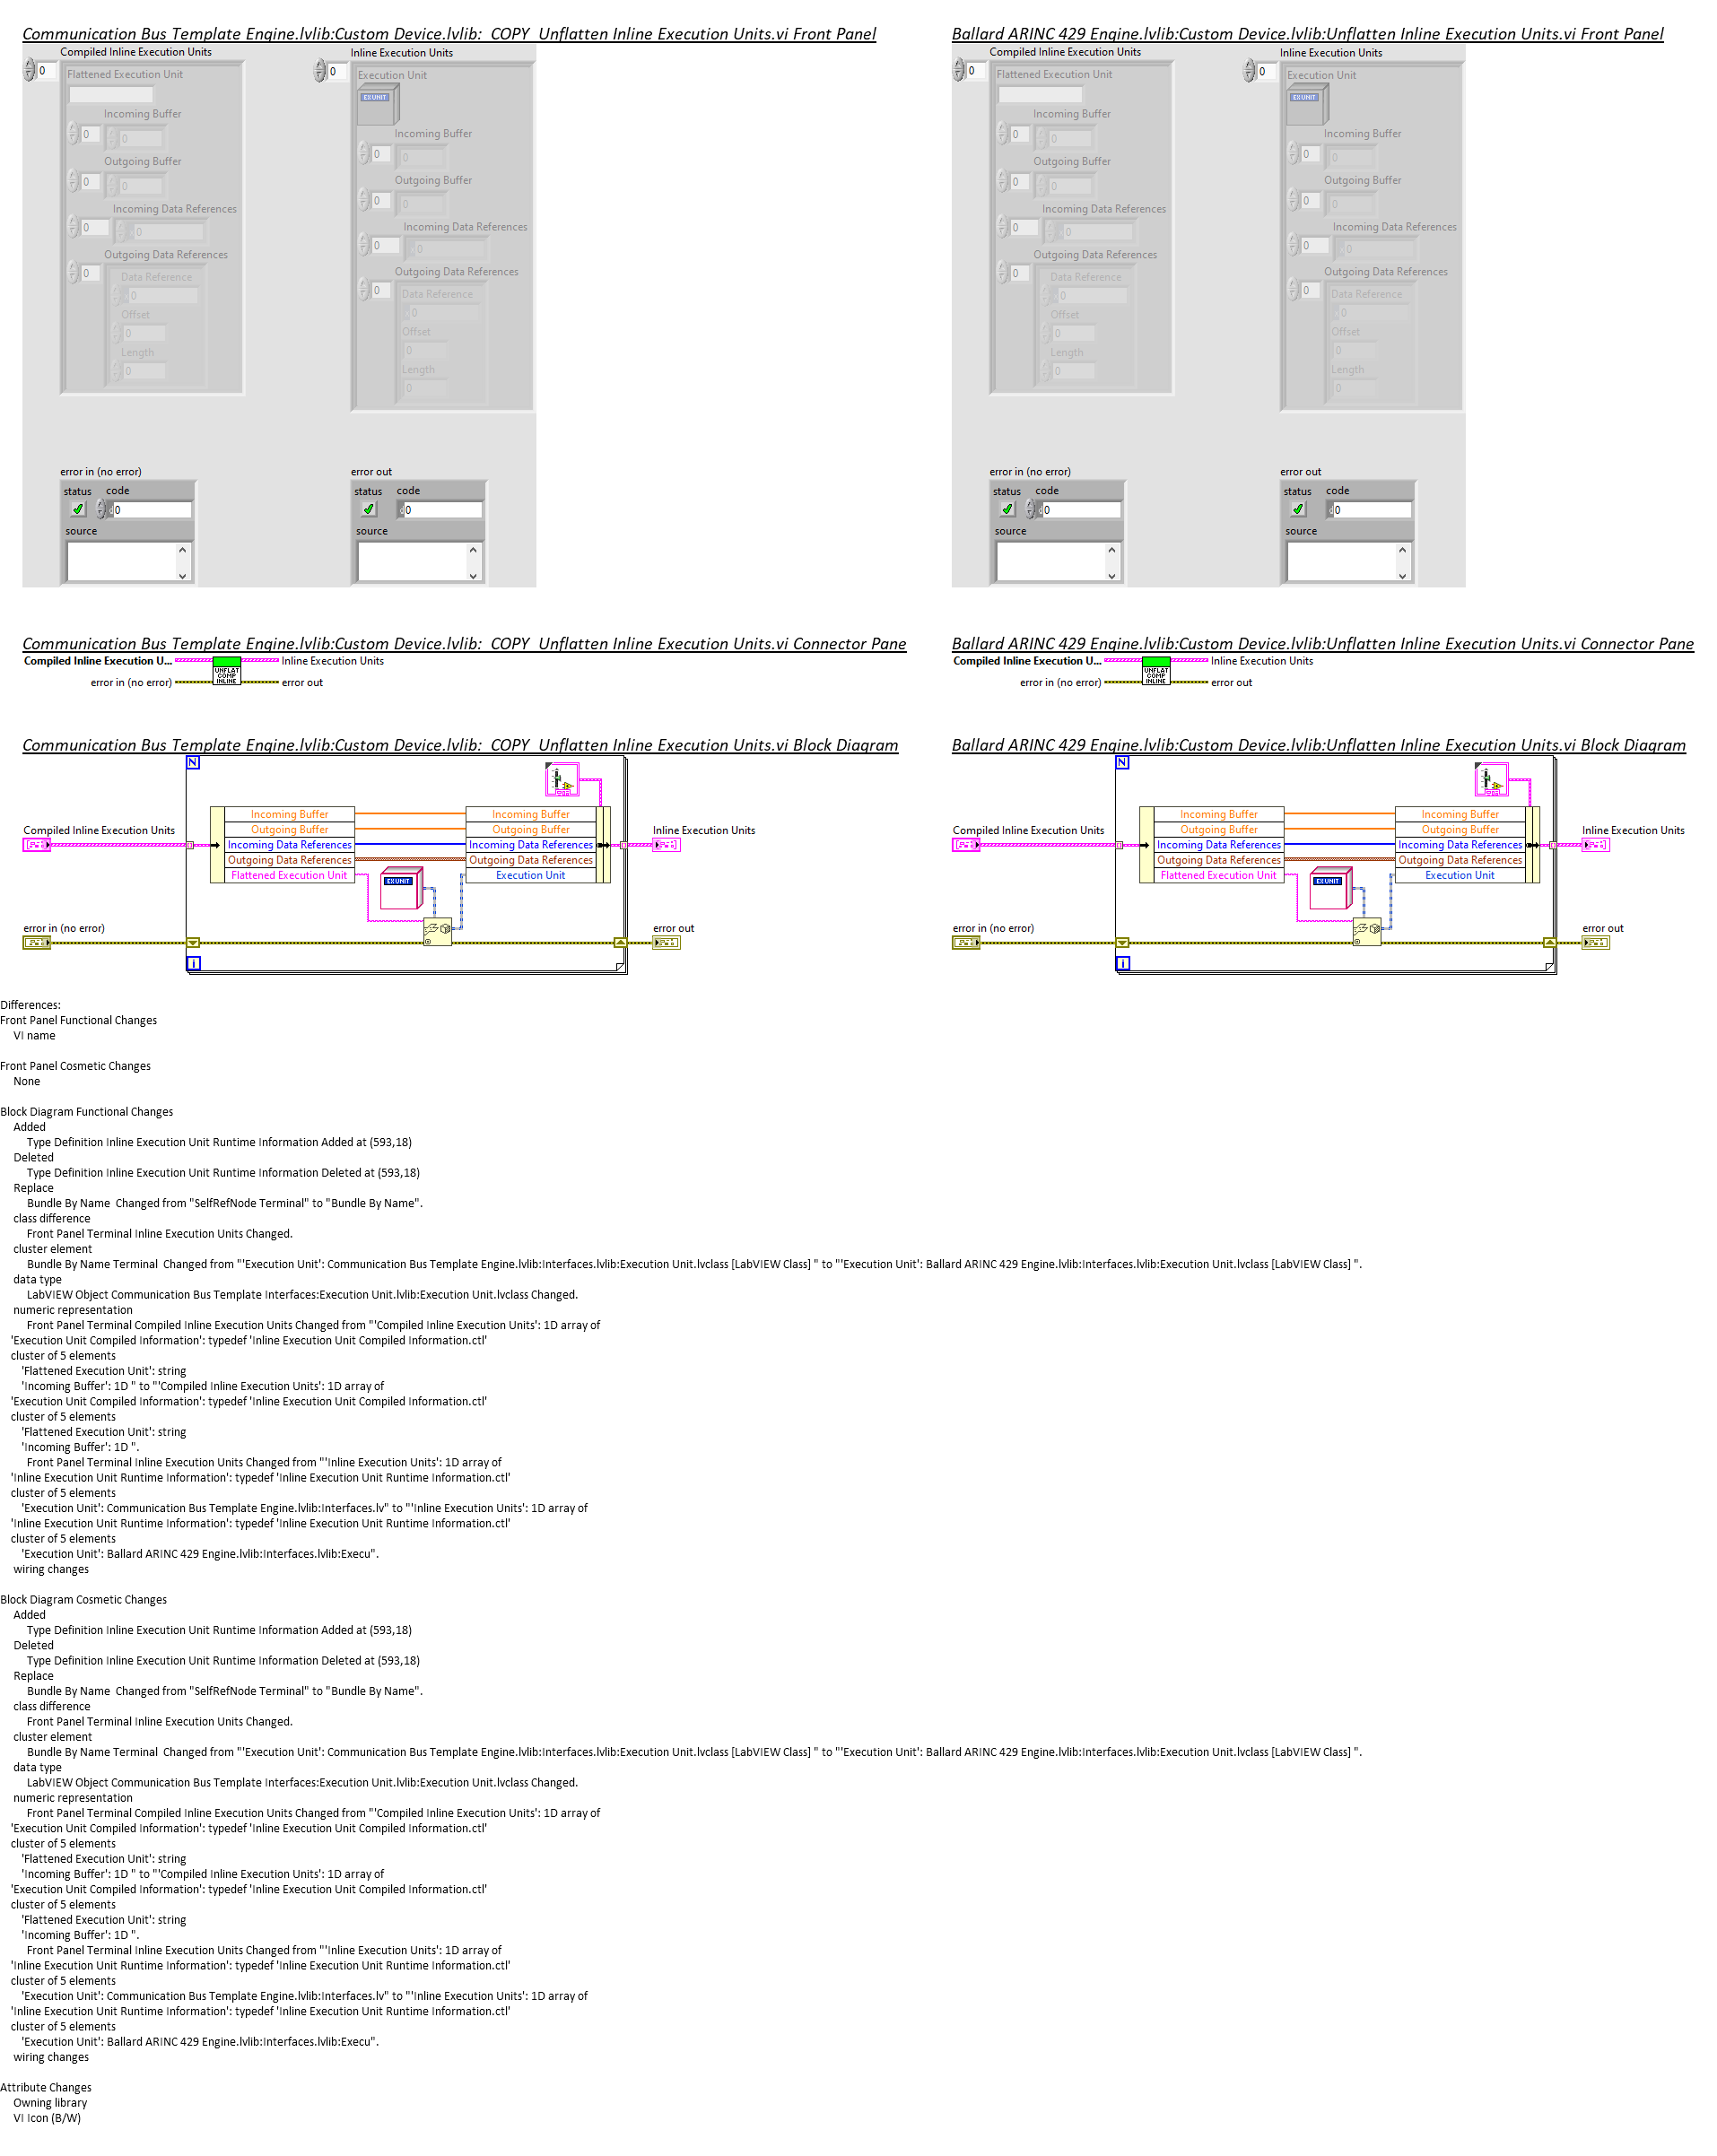 Communication Bus Template Engine.lvlib:Custom Device.lvlib:_COPY_Unflatten Inline Execution Units.vi Front Panel
Compiled Inline Execution Units
Inline Execution Units
0
Flattened Execution Unit
Incoming Buffer
0
0
Outgoing Buffer
0
0
Incoming Data References
0
0
Outgoing Data References
0
Data Reference
0
Offset
0
Length
0
0
Execution Unit
EXUNIT
Incoming Buffer
0
0
Outgoing Buffer
0
0
Incoming Data References
0
0
Outgoing Data References
0
Data Reference
0
Offset
0
Length
0
error in (no error)
status code
0
source
error out
status code
0
source
Ballard ARINC 429 Engine.lvlib:Custom Device.lvlib:Unflatten Inline Execution Units.vi Front Panel
Compiled Inline Execution Units
Inline Execution Units
0
Flattened Execution Unit
Incoming Buffer
0
0
Outgoing Buffer
0
0
Incoming Data References
0
0
Outgoing Data References
0
Data Reference
0
Offset
0
Length
0
0
Execution Unit
EXUNIT
Incoming Buffer
0
0
Outgoing Buffer
0
0
Incoming Data References
0
0
Outgoing Data References
0
Data Reference
0
Offset
0
Length
0
error in (no error)
status code
0
source
error out
status code
0
source
Communication Bus Template Engine.lvlib:Custom Device.lvlib:_COPY_Unflatten Inline Execution Units.vi Connector Pane
Compiled Inline Execution U...
error in (no error)
UNFLAT
COMP
INLINE
Inline Execution Units
error out
Ballard ARINC 429 Engine.lvlib:Custom Device.lvlib:Unflatten Inline Execution Units.vi Connector Pane
Compiled Inline Execution U...
error in (no error)
UNFLAT
COMP
INLINE
Inline Execution Units
error out
Communication Bus Template Engine.lvlib:Custom Device.lvlib:_COPY_Unflatten Inline Execution Units.vi Block Diagram
N
Compiled Inline Execution Units
Incoming Buffer
Outgoing Buffer
Incoming Data References
Outgoing Data References
Flattened Execution Unit
EXUNIT
Incoming Buffer
Outgoing Buffer
Incoming Data References
Outgoing Data References
Execution Unit
Inline Execution Units
error in (no error)
error out
i
Ballard ARINC 429 Engine.lvlib:Custom Device.lvlib:Unflatten Inline Execution Units.vi Block Diagram
N
Compiled Inline Execution Units
Incoming Buffer
Outgoing Buffer
Incoming Data References
Outgoing Data References
Flattened Execution Unit
EXUNIT
Incoming Buffer
Outgoing Buffer
Incoming Data References
Outgoing Data References
Execution Unit
Inline Execution Units
error in (no error)
error out
i
Differences:
Front Panel Functional Changes
VI name
Front Panel Cosmetic Changes
None
Block Diagram Functional Changes
Added
Type Definition Inline Execution Unit Runtime Information Added at (593,18)
Deleted
Type Definition Inline Execution Unit Runtime Information Deleted at (593,18)
Replace
Bundle By Name  Changed from "SelfRefNode Terminal" to "Bundle By Name".
class difference
Front Panel Terminal Inline Execution Units Changed.
cluster element
Bundle By Name Terminal  Changed from "'Execution Unit': Communication Bus Template Engine.lvlib:Interfaces.lvlib:Execution Unit.lvclass [LabVIEW Class] " to "'Execution Unit': Ballard ARINC 429 Engine.lvlib:Interfaces.lvlib:Execution Unit.lvclass [LabVIEW Class] ".
data type
LabVIEW Object Communication Bus Template Interfaces:Execution Unit.lvlib:Execution Unit.lvclass Changed.
numeric representation
Front Panel Terminal Compiled Inline Execution Units Changed from "'Compiled Inline Execution Units': 1D array of
'Execution Unit Compiled Information': typedef 'Inline Execution Unit Compiled Information.ctl'
cluster of 5 elements
'Flattened Execution Unit': string
'Incoming Buffer': 1D " to "'Compiled Inline Execution Units': 1D array of
'Execution Unit Compiled Information': typedef 'Inline Execution Unit Compiled Information.ctl'
cluster of 5 elements
'Flattened Execution Unit': string
'Incoming Buffer': 1D ".
Front Panel Terminal Inline Execution Units Changed from "'Inline Execution Units': 1D array of
'Inline Execution Unit Runtime Information': typedef 'Inline Execution Unit Runtime Information.ctl'
cluster of 5 elements
'Execution Unit': Communication Bus Template Engine.lvlib:Interfaces.lv" to "'Inline Execution Units': 1D array of
'Inline Execution Unit Runtime Information': typedef 'Inline Execution Unit Runtime Information.ctl'
cluster of 5 elements
'Execution Unit': Ballard ARINC 429 Engine.lvlib:Interfaces.lvlib:Execu".
wiring changes
Block Diagram Cosmetic Changes
Added
Type Definition Inline Execution Unit Runtime Information Added at (593,18)
Deleted
Type Definition Inline Execution Unit Runtime Information Deleted at (593,18)
Replace
Bundle By Name  Changed from "SelfRefNode Terminal" to "Bundle By Name".
class difference
Front Panel Terminal Inline Execution Units Changed.
cluster element
Bundle By Name Terminal  Changed from "'Execution Unit': Communication Bus Template Engine.lvlib:Interfaces.lvlib:Execution Unit.lvclass [LabVIEW Class] " to "'Execution Unit': Ballard ARINC 429 Engine.lvlib:Interfaces.lvlib:Execution Unit.lvclass [LabVIEW Class] ".
data type
LabVIEW Object Communication Bus Template Interfaces:Execution Unit.lvlib:Execution Unit.lvclass Changed.
numeric representation
Front Panel Terminal Compiled Inline Execution Units Changed from "'Compiled Inline Execution Units': 1D array of
'Execution Unit Compiled Information': typedef 'Inline Execution Unit Compiled Information.ctl'
cluster of 5 elements
'Flattened Execution Unit': string
'Incoming Buffer': 1D " to "'Compiled Inline Execution Units': 1D array of
'Execution Unit Compiled Information': typedef 'Inline Execution Unit Compiled Information.ctl'
cluster of 5 elements
'Flattened Execution Unit': string
'Incoming Buffer': 1D ".
Front Panel Terminal Inline Execution Units Changed from "'Inline Execution Units': 1D array of
'Inline Execution Unit Runtime Information': typedef 'Inline Execution Unit Runtime Information.ctl'
cluster of 5 elements
'Execution Unit': Communication Bus Template Engine.lvlib:Interfaces.lv" to "'Inline Execution Units': 1D array of
'Inline Execution Unit Runtime Information': typedef 'Inline Execution Unit Runtime Information.ctl'
cluster of 5 elements
'Execution Unit': Ballard ARINC 429 Engine.lvlib:Interfaces.lvlib:Execu".
wiring changes
Attribute Changes
Owning library
VI Icon (B/W)